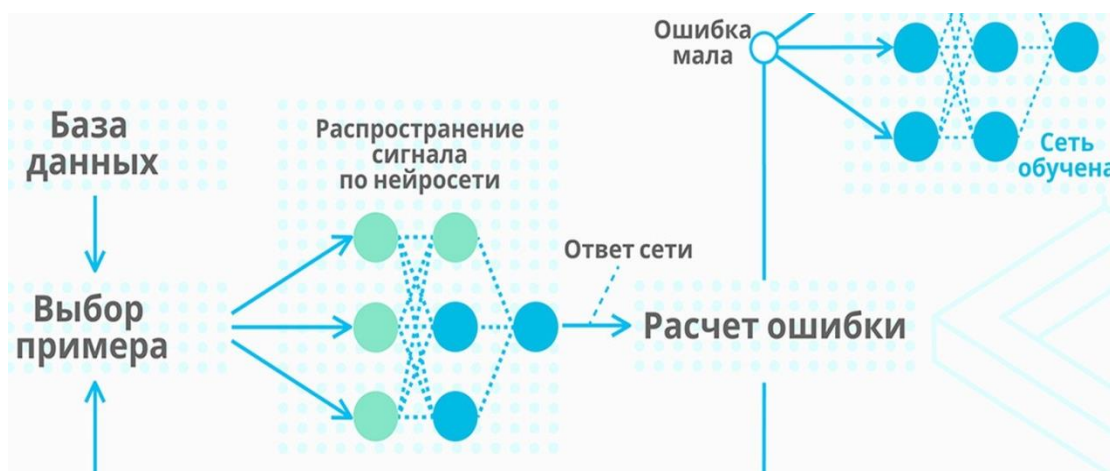 Ошибка
мала
База
данных
Распространение
сигнала
по нейросети
Сеть
обучена
Ответ сети
Выбор
примера
Расчет ошибки